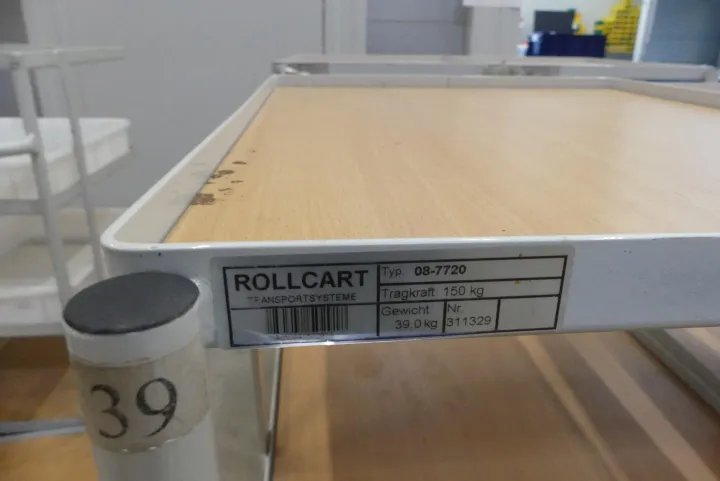 ROLLCART
TRANSPORTSYSTEME
Typ. 08-7720
Tragkraft: 150 kg
Gewicht
39.0 kg
Nr.
311329
39